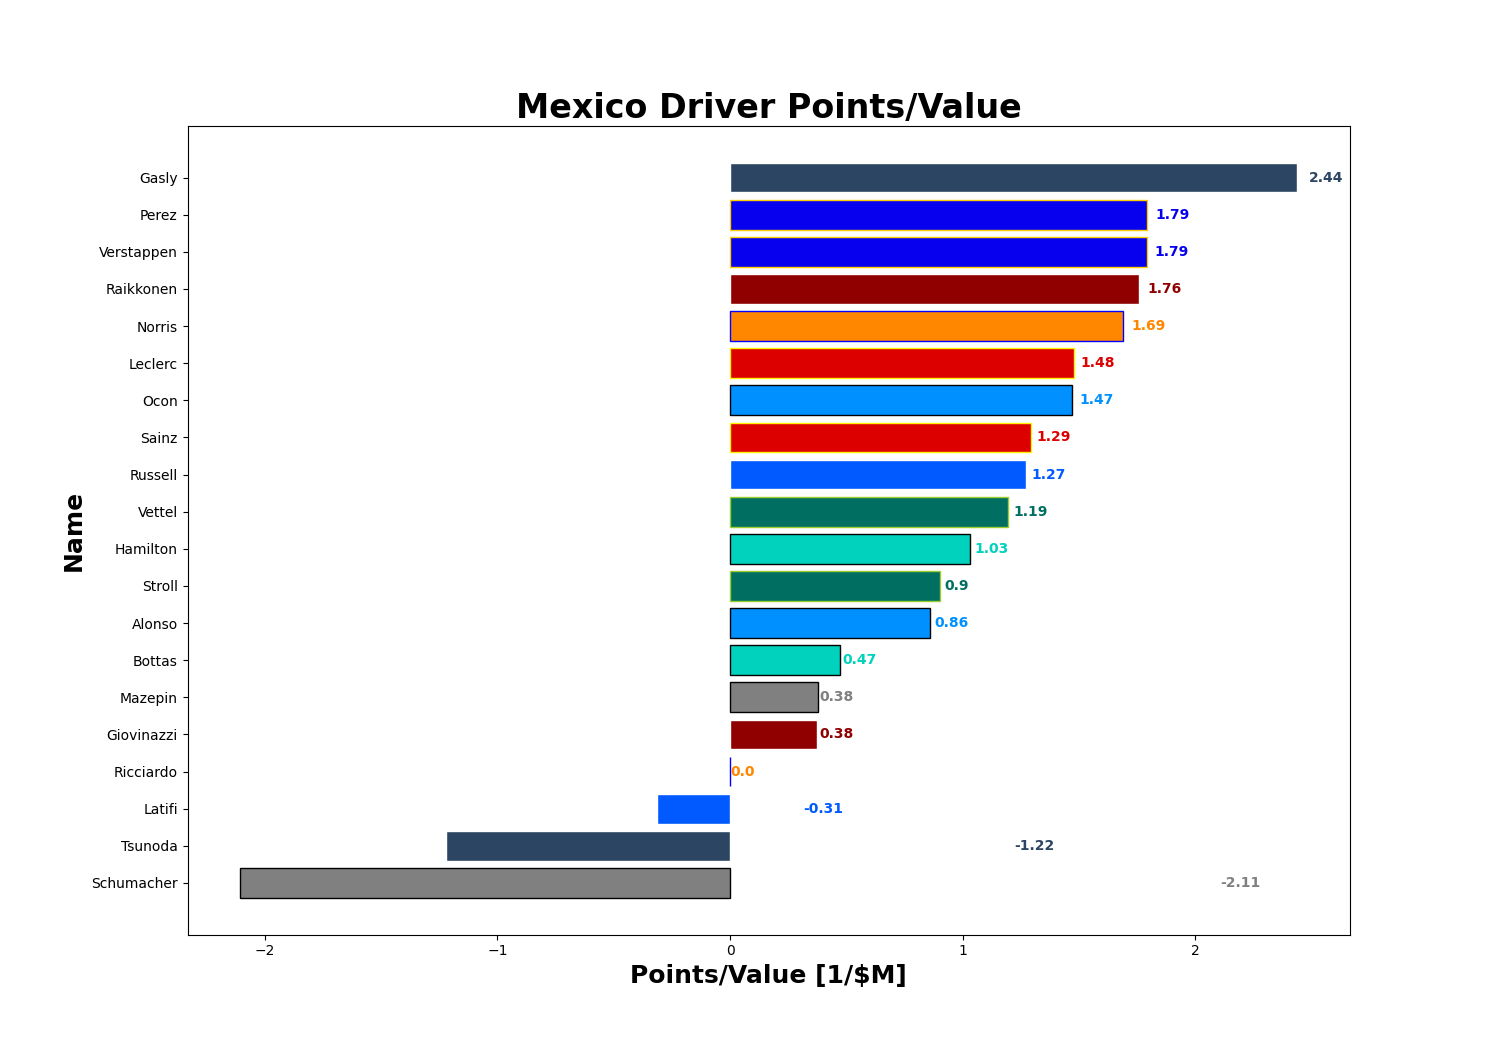 Mexico Driver Points/Value
Gasly 2.44
Perez 1.79
Verstappen 1.79
Raikkonen 1.76
Norris 1.69
Leclerc 1.48
Ocon 1.47
Sainz 1.29
Russell 1.27
Vettel 1.19
Hamilton 1.03
Stroll 0.9
Alonso 0.86
Bottas 0.47
Mazepin 0.38
Giovinazzi 0.38
Ricciardo 0.0
Latifi -0.31
Tsunoda -1.22
Schumacher -2.11
Name
−2 −1 0 1 2
Points/Value [1/$M]